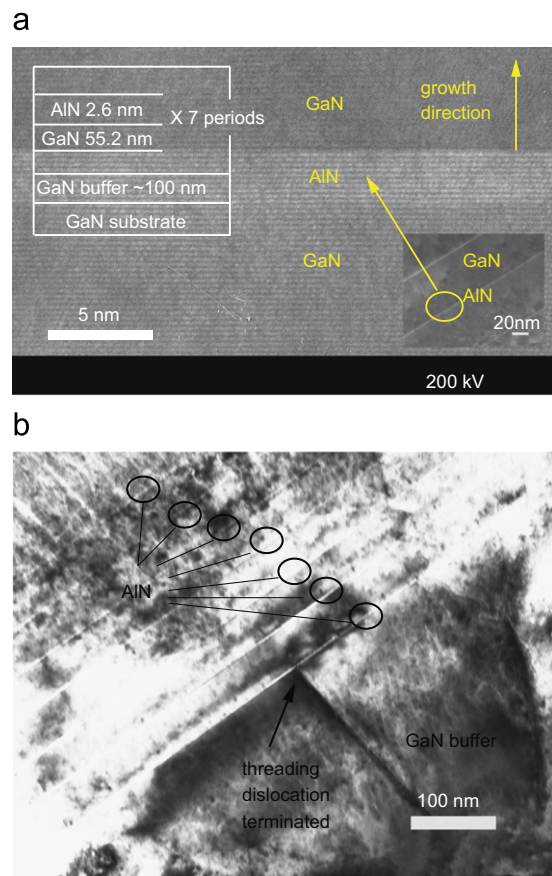 a
GaN
growth
direction
AlN 2.6 nm
X 7 periods
GaN 55.2 nm
AlN
GaN buffer ~100 nm
GaN substrate
GaN
GaN
AlN
5 nm
20nm
200 kV
b
AlN
GaN buffer
threading
dislocation
terminated
100 nm